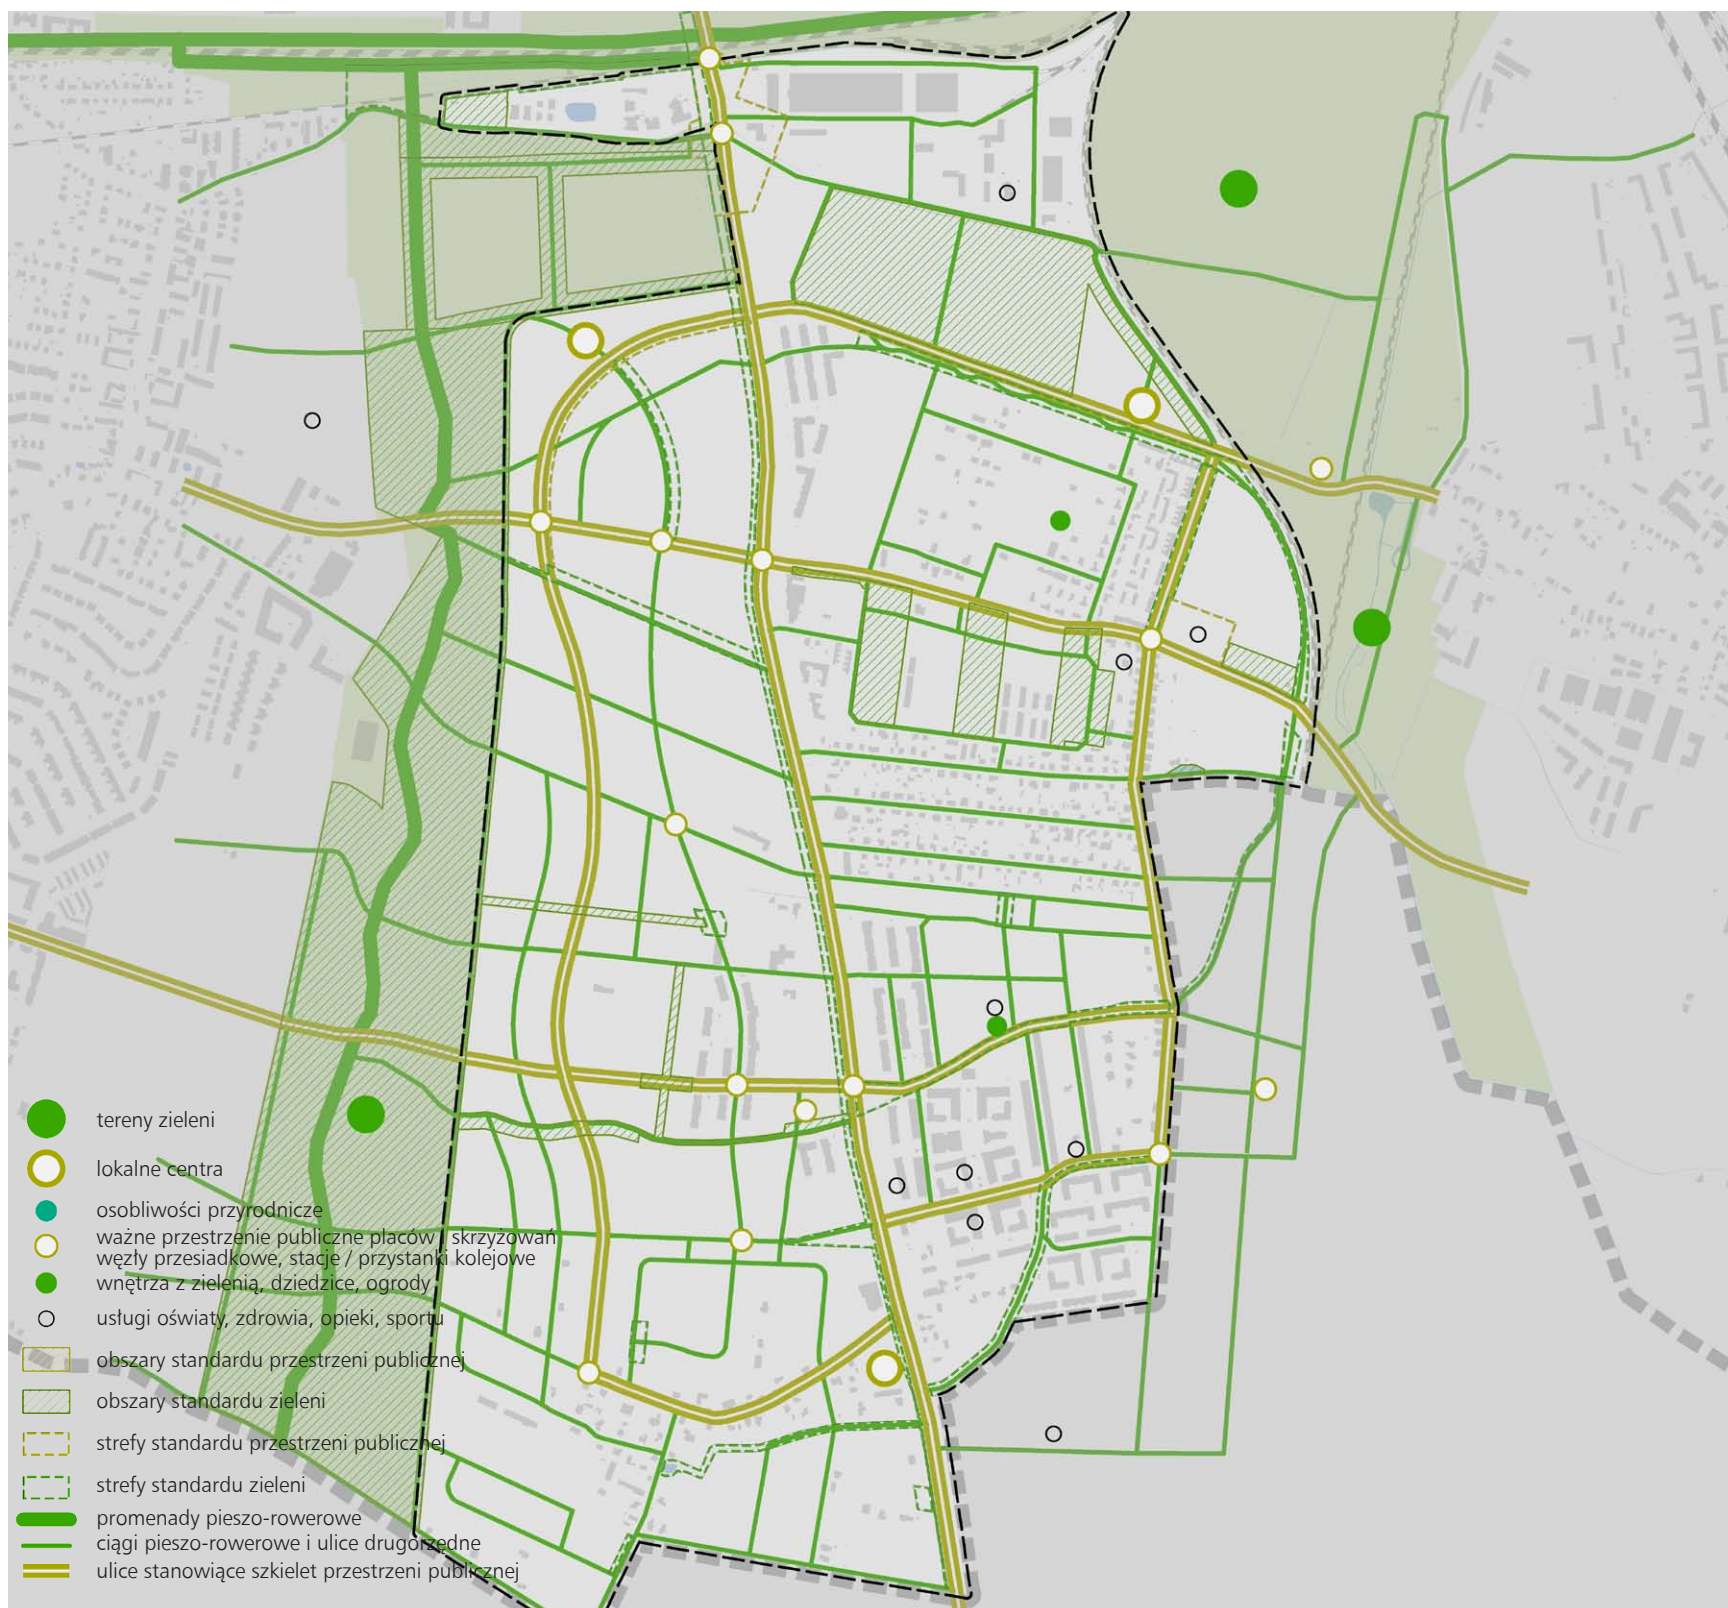 tereny zieleni
lokalne centra
osobliwości przyrodnicze
ważne przestrzenie publiczne placów i skrzyżowań
węzły przesiadkowe, stacje / przystanki kolejowe
wnętrza z zielenią, dziedzice, ogrody
usługi oświaty, zdrowia, opieki, sportu
obszary standardu przestrzeni publicznej
obszary standardu zieleni
strefy standardu przestrzeni publicznej
strefy standardu zieleni
promenady pieszo-rowerowe
ciągi pieszo-rowerowe i ulice drugorzędne
ulice stanowiące szkielet przestrzeni publicznej